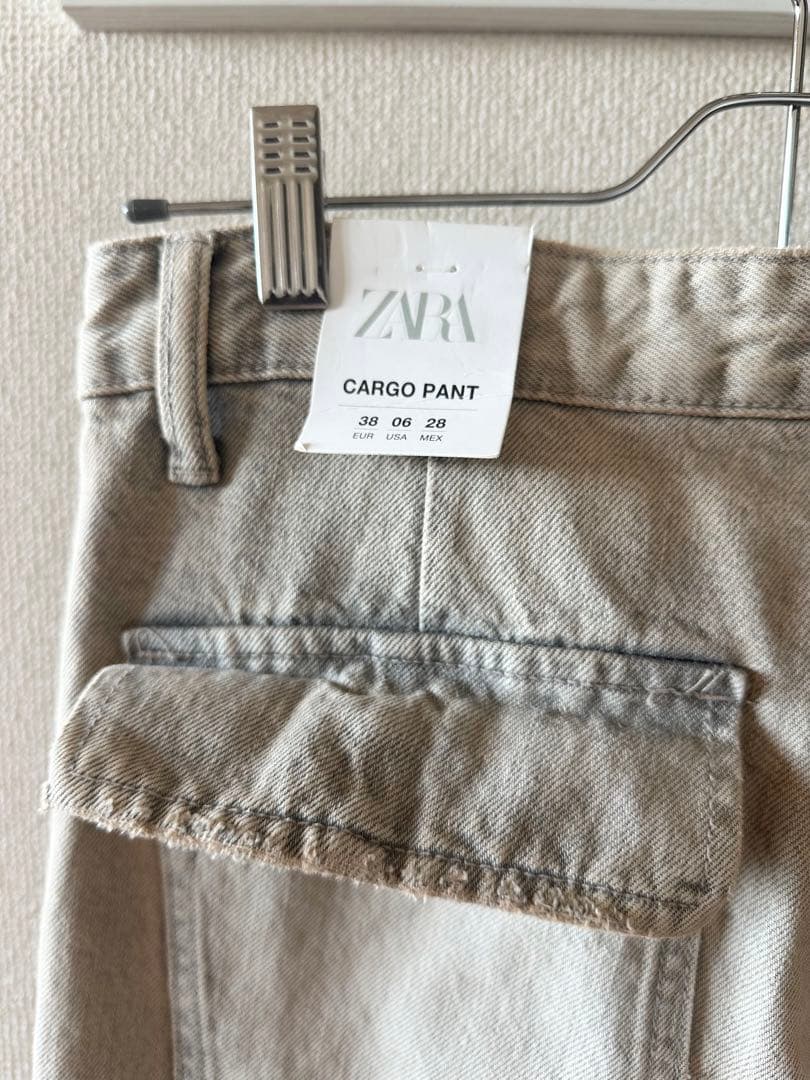 ZARA
CARGO PANT
38 06 28
EUR USA MEX